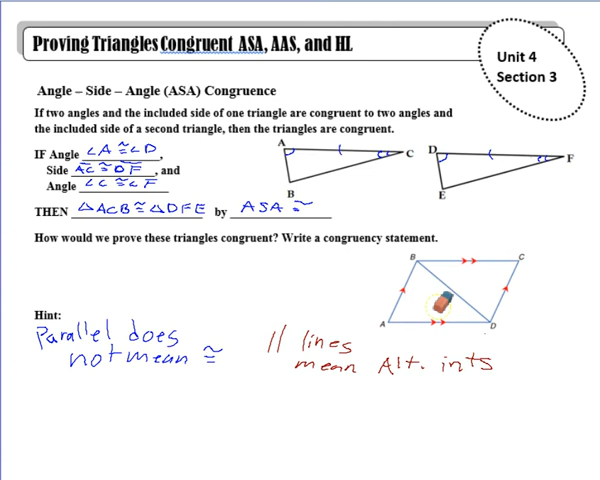 Proving Triangles Congruent ASA, AAS, and HL
Unit 4
Section 3
Angle – Side – Angle (ASA) Congruence
If two angles and the included side of one triangle are congruent to two angles and
the included side of a second triangle, then the triangles are congruent.
IF Angle ∠A ≅ ∠D,
Side AC ≅ DF, and
Angle ∠C ≅ ∠F
THEN △ACB ≅ △DFE by ASA ≅
A
C
B
D
F
E
How would we prove these triangles congruent? Write a congruency statement.
B
C
A
D
Hint:
Parallel does
not mean ≅
// lines
mean Alt. ints